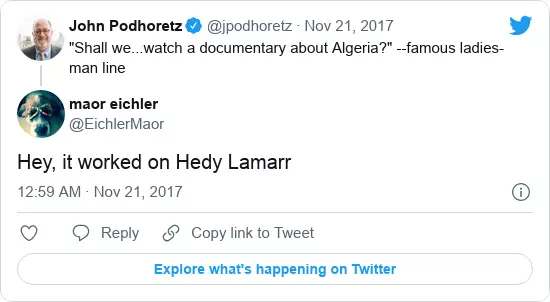 John Podhoretz @jpodhoretz · Nov 21, 2017
"Shall we...watch a documentary about Algeria?" --famous ladies-
man line
maor eichler
@EichlerMaor
Hey, it worked on Hedy Lamarr
12:59 AM · Nov 21, 2017
Reply Copy link to Tweet
Explore what's happening on Twitter